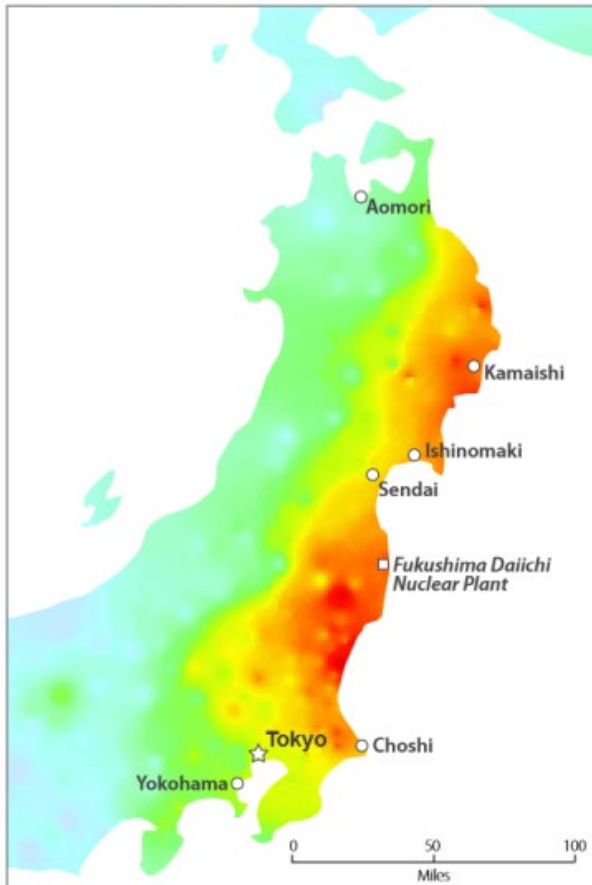 Aomori
Kamaishi
Ishinomaki
Sendai
Fukushima Daiichi
Nuclear Plant
Tokyo
Choshi
Yokohama
0 50 100
Miles